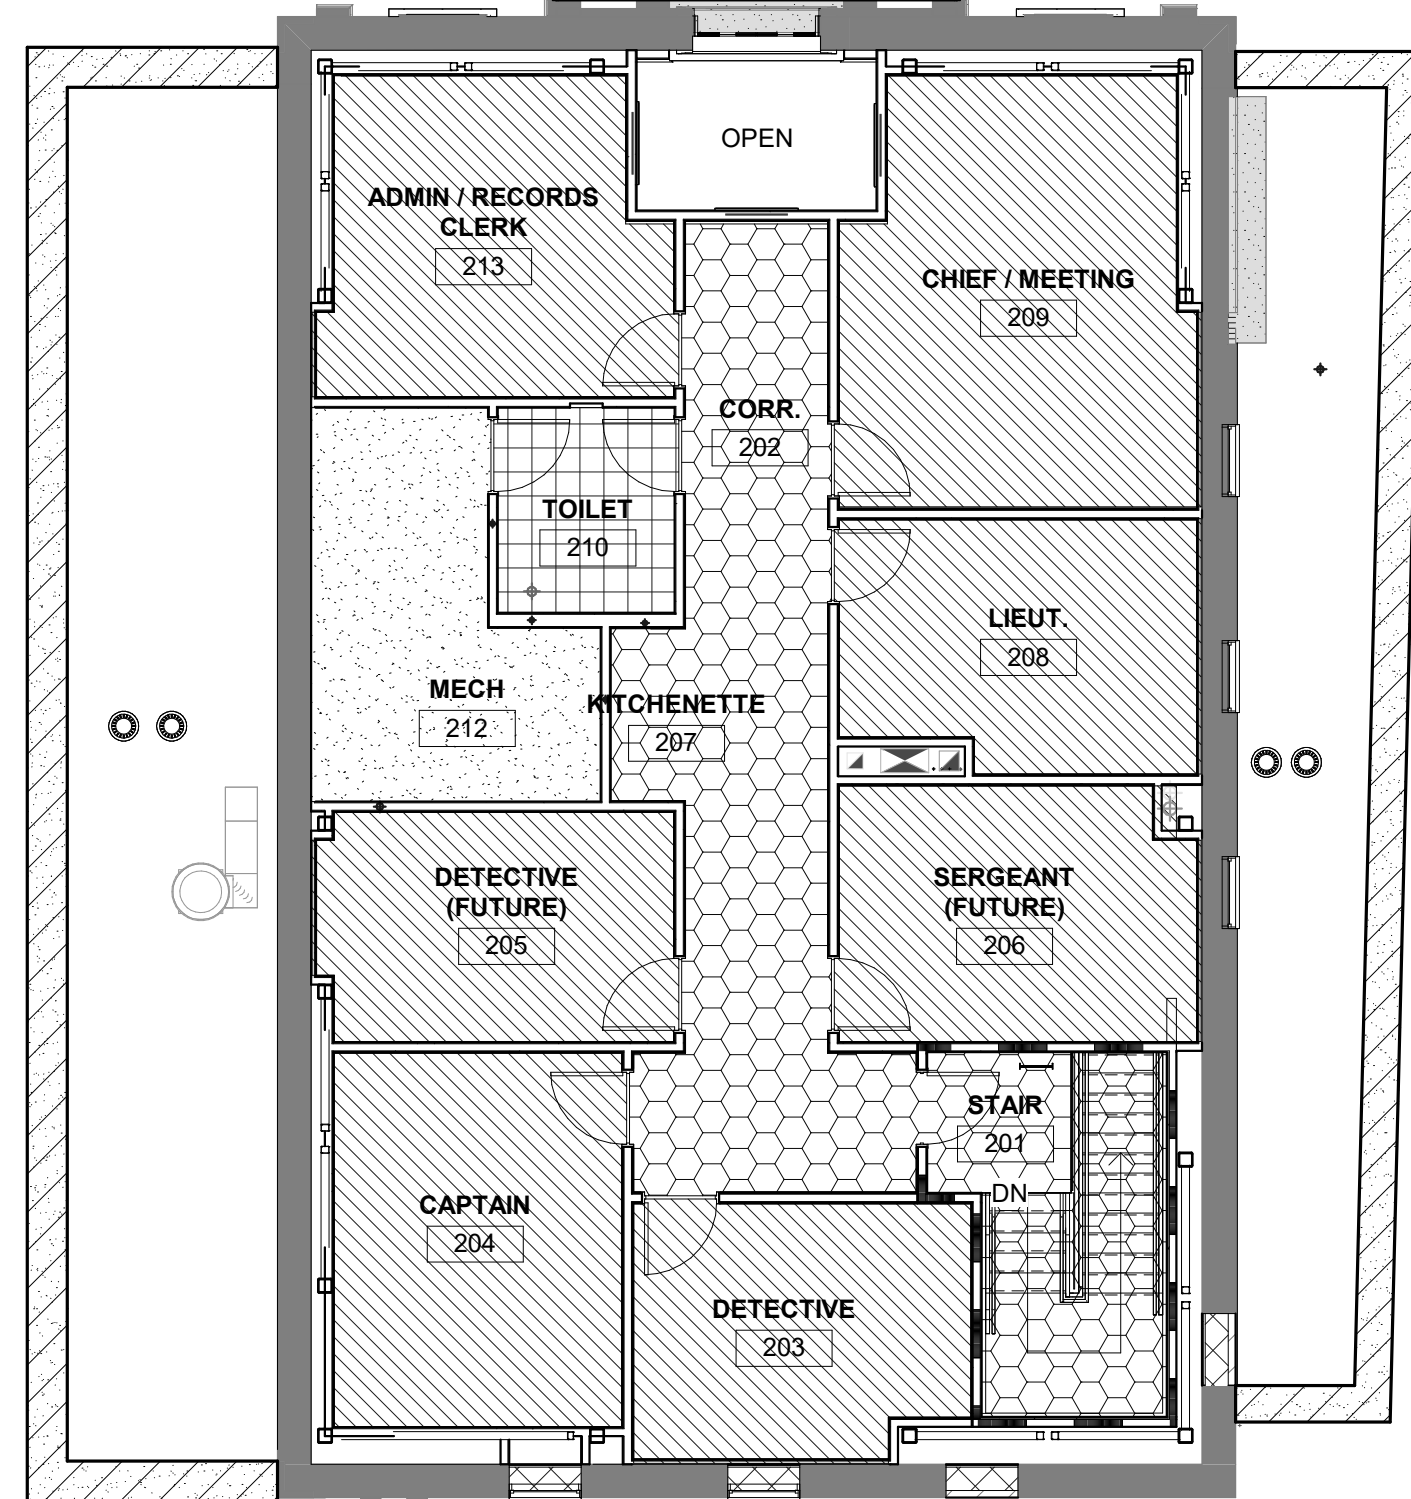 OPEN
ADMIN / RECORDS
CLERK
213
CHIEF / MEETING
209
CORR.
202
TOILET
210
LIEUT.
208
MECH
212
KITCHENETTE
207
DETECTIVE
(FUTURE)
205
SERGEANT
(FUTURE)
206
STAIR
201
DN
CAPTAIN
204
DETECTIVE
203